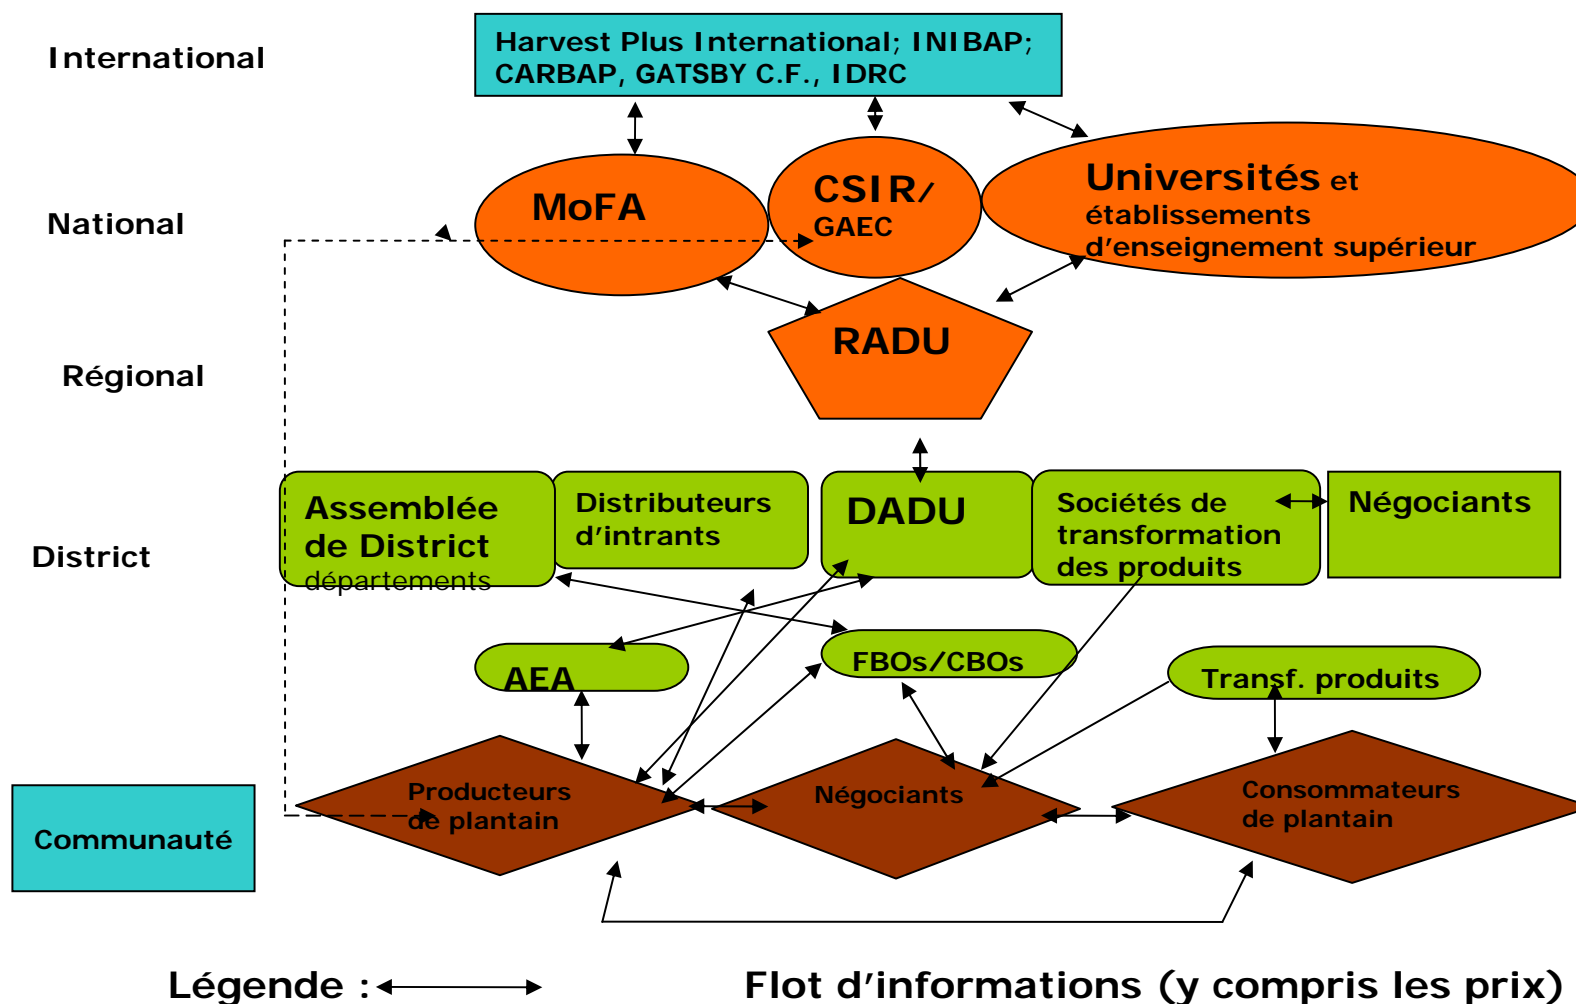 International
Harvest Plus International; INIBAP;
CARBAP, GATSBY C.F., IDRC
National
MoFA
CSIR/
GAEC
Universités et
établissements
d'enseignement supérieur
Régional
RADU
District
Assemblée
de District
départements
Distributeurs
d'intrants
DADU
Sociétés de
transformation
des produits
Négociants
AEA
FBOs/CBOs
Transf. produits
Communauté
Producteurs
de plantain
Négociants
Consommateurs
de plantain
Légende :
Flot d'informations (y compris les prix)